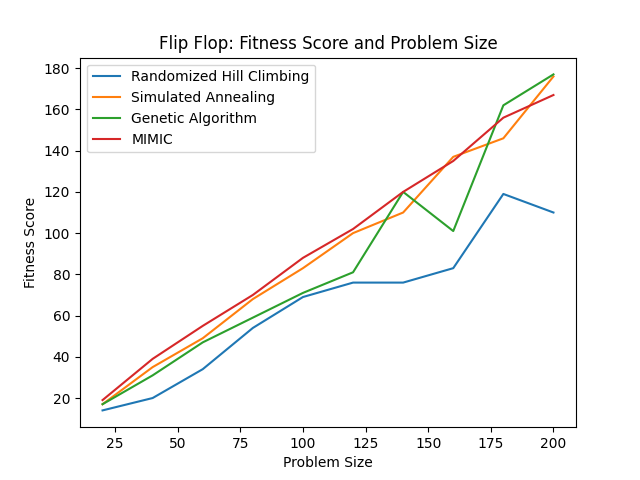 Flip Flop: Fitness Score and Problem Size
Randomized Hill Climbing
Simulated Annealing
Genetic Algorithm
MIMIC
180
160
140
120
100
80
60
40
20
Fitness Score
25
50
75
100
125
150
175
200
Problem Size